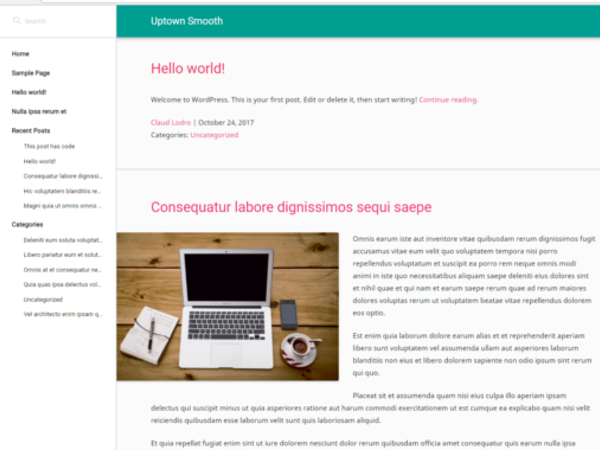 Search
Uptown Smooth
Home
Sample Page
Hello world!
Nulla ipsa rerum et
Recent Posts
This post has code
Hello world!
Consequatur labore dignissi...
Hic voluptatem blanditiis re...
Magni quia ut omnis omnis ...
Categories
Deleniti eum soluta voluptat...
Libero pariatur eum et solut...
Omnis at et consequatur ne...
Quia quas ipsa delectus vol...
Uncategorized
Vel architecto enim ipsam q...
Hello world!
Welcome to WordPress. This is your first post. Edit or delete it, then start writing! Continue reading.
Claud Lodro | October 24, 2017
Categories: Uncategorized
Consequatur labore dignissimos sequi saepe
Omnis earum iste aut inventore vitae quibusdam rerum dignissimos fugit
accusamus vitae eum velit quo voluptatem tempora nisi porro
repellendus voluptatum et suscipit ea porro rem neque omnis modi
animi in iste quo necessitatibus aliquam saepe deleniti eius dolores sint
et nihil quae et qui nam et earum saepe rerum quae ad rerum maiores
dolores voluptas rerum ut voluptatem beatae vitae repellendus dolorem
eos optio.
Est enim quia laborum dolore earum alias et et reprehenderit aperiam
libero sunt voluptatem vel assumenda ullam aut asperiores laborum
blanditiis non eius et libero dolorem sapiente non odio ipsum sint rerum
qui quo.
Placeat sit et assumenda quam nisi eius culpa illo aperiam ipsam
delectus qui suscipit minus ut quia asperiores ratione aut harum commodi exercitationem ut est cumque ea explicabo quam nisi velit
reiciendis quibusdam esse laborum velit sunt quis laboriosam aliquid.
Et quia repellat fugiat enim sint ut iure dolorem nesciunt dolor rerum quibusdam officia amet consequatur quis earum nulla ipsa